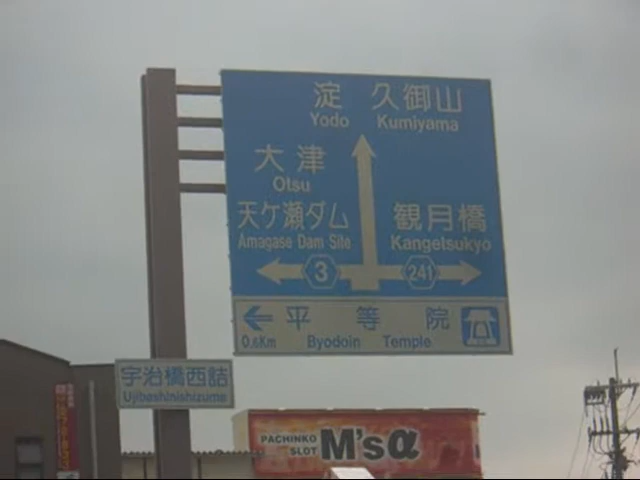 淀 久御山
Yodo Kumiyama
大津
Otsu
天ケ瀬ダム
Amagase Dam Site
観月橋
Kangetsukyo
3
241
平等院
0.6Km Byodoin Temple
宇治橋西詰
Ujibashinishizume
PACHINKO
SLOT
M'sα